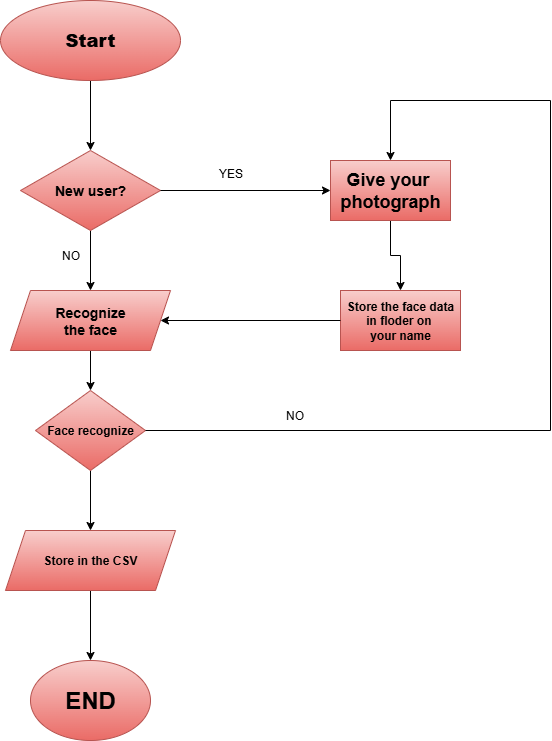 Start
New user?
YES
Give your
photograph
NO
Recognize
the face
Store the face data
in floder on
your name
Face recognize
NO
Store in the CSV
END